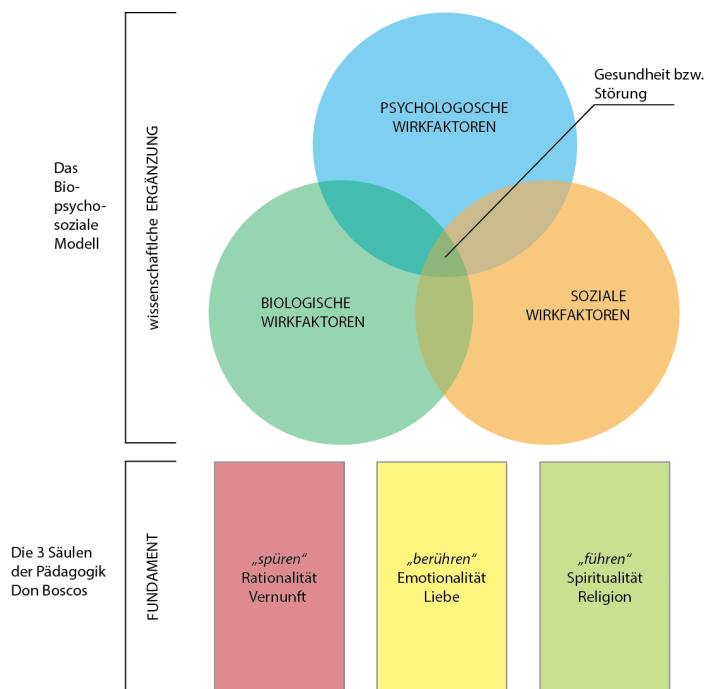 Gesundheit bzw.
Störung
PSYCHOLOGOSCHE
WIRKFAKTOREN
Das
Bio-
psycho-
soziale
Modell
wissenschaftlche ERGÄNZUNG
BIOLOGISCHE
WIRKFAKTOREN
SOZIALE
WIRKFAKTOREN
Die 3 Säulen
der Pädagogik
Don Boscos
FUNDAMENT
„spüren“
Rationalität
Vernunft
„berühren“
Emotionalität
Liebe
„führen“
Spiritualität
Religion